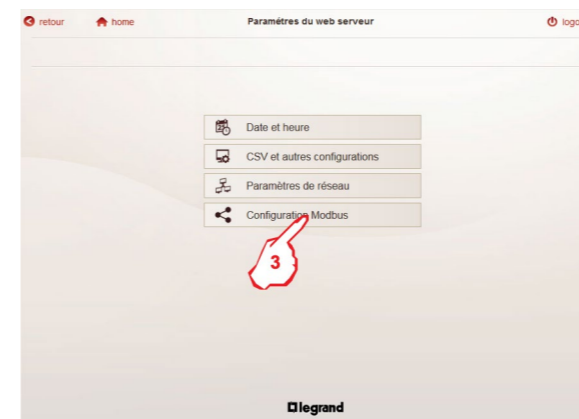 retour home Paramètres du web serveur
Date et heure
CSV et autres configurations
Paramètres de réseau
Configuration Modbus
3
legrand